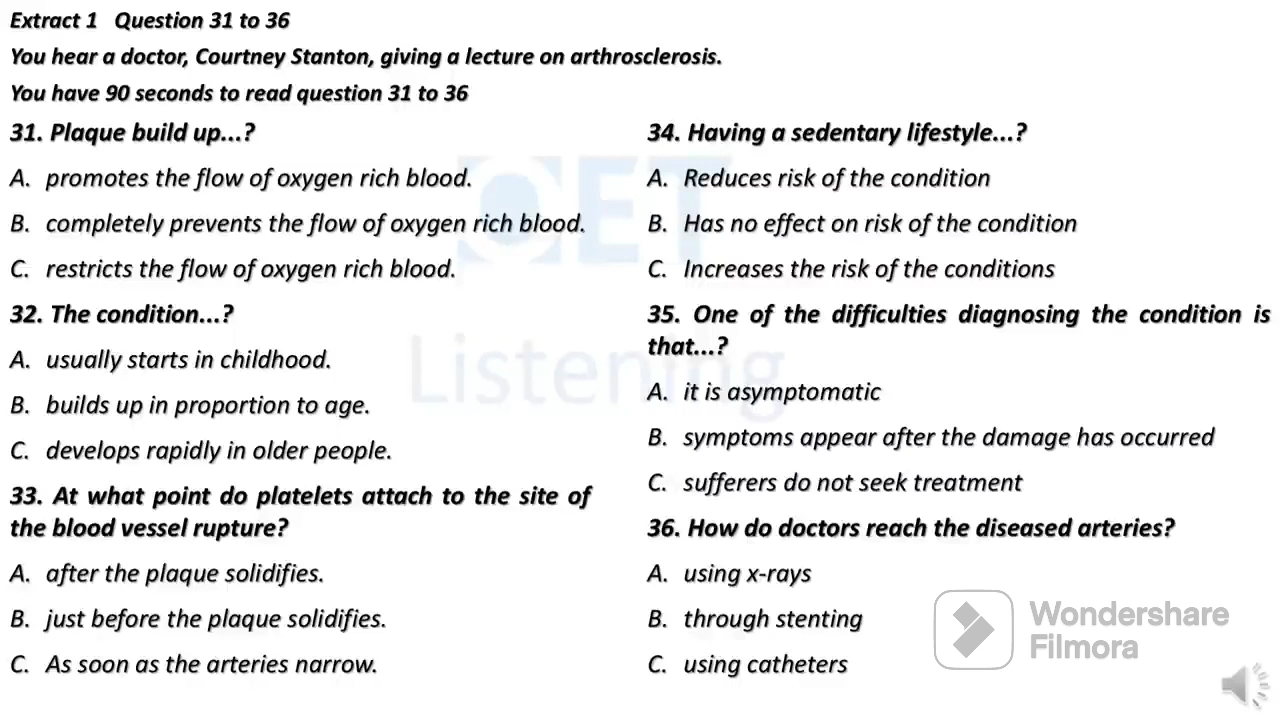 Extract 1 Question 31 to 36
You hear a doctor, Courtney Stanton, giving a lecture on arthrosclerosis.
You have 90 seconds to read question 31 to 36
31. Plaque build up...?
A. promotes the flow of oxygen rich blood.
B. completely prevents the flow of oxygen rich blood.
C. restricts the flow of oxygen rich blood.
32. The condition...?
A. usually starts in childhood.
B. builds up in proportion to age.
C. develops rapidly in older people.
33. At what point do platelets attach to the site of
the blood vessel rupture?
A. after the plaque solidifies.
B. just before the plaque solidifies.
C. As soon as the arteries narrow.
34. Having a sedentary lifestyle...?
A. Reduces risk of the condition
B. Has no effect on risk of the condition
C. Increases the risk of the conditions
35. One of the difficulties diagnosing the condition is
that...?
A. it is asymptomatic
B. symptoms appear after the damage has occurred
C. sufferers do not seek treatment
36. How do doctors reach the diseased arteries?
A. using x-rays
B. through stenting
C. using catheters
OET
Listening
Wondershare
Filmora